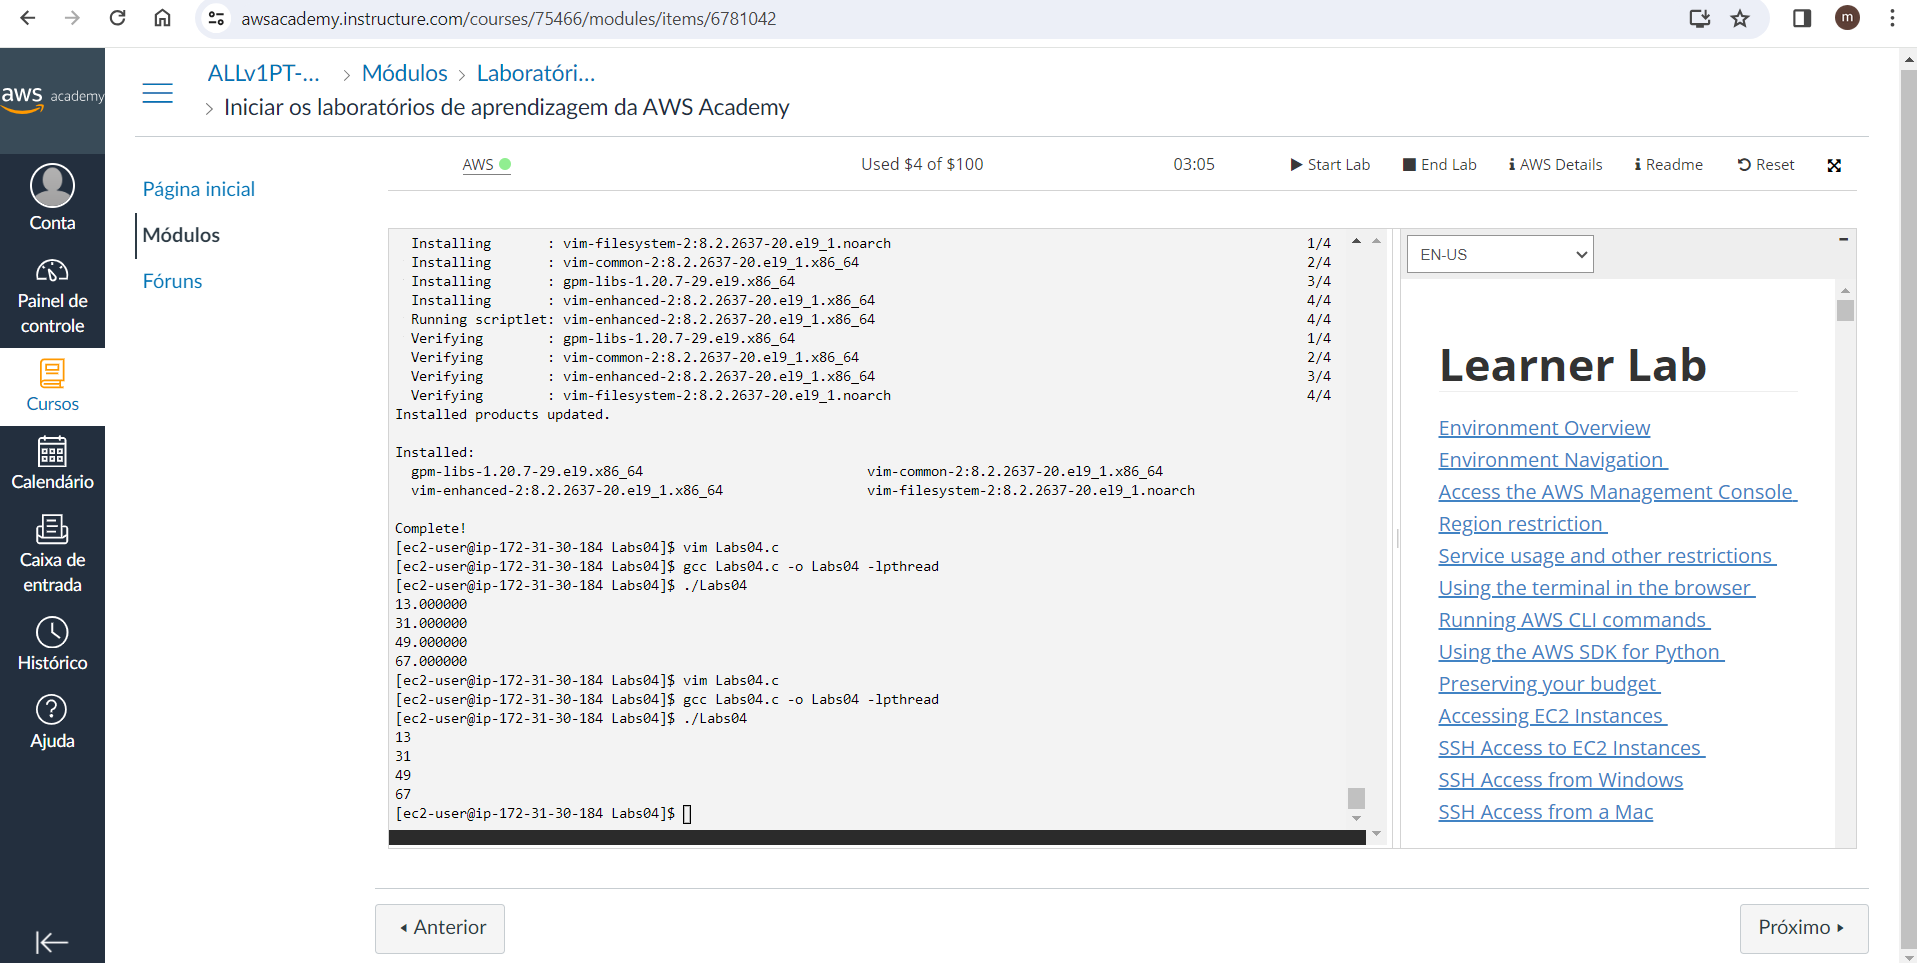 awsacademy.instructure.com/courses/75466/modules/items/6781042
m
aws academy
Conta
Painel de
controle
Cursos
Calendário
Caixa de
entrada
Histórico
Ajuda
ALLv1PT-... > Módulos > Laboratóri...
> Iniciar os laboratórios de aprendizagem da AWS Academy
Página inicial
Módulos
Fóruns
AWS Used $4 of $100 03:05 Start Lab End Lab AWS Details Readme Reset
Installing : vim-filesystem-2:8.2.2637-20.el9_1.noarch 1/4
Installing : vim-common-2:8.2.2637-20.el9_1.x86_64 2/4
Installing : gpm-libs-1.20.7-29.el9.x86_64 3/4
Installing : vim-enhanced-2:8.2.2637-20.el9_1.x86_64 4/4
Running scriptlet: vim-enhanced-2:8.2.2637-20.el9_1.x86_64 4/4
Verifying : gpm-libs-1.20.7-29.el9.x86_64 1/4
Verifying : vim-common-2:8.2.2637-20.el9_1.x86_64 2/4
Verifying : vim-enhanced-2:8.2.2637-20.el9_1.x86_64 3/4
Verifying : vim-filesystem-2:8.2.2637-20.el9_1.noarch 4/4
Installed products updated.
Installed:
gpm-libs-1.20.7-29.el9.x86_64 vim-common-2:8.2.2637-20.el9_1.x86_64
vim-enhanced-2:8.2.2637-20.el9_1.x86_64 vim-filesystem-2:8.2.2637-20.el9_1.noarch
Complete!
[ec2-user@ip-172-31-30-184 Labs04]$ vim Labs04.c
[ec2-user@ip-172-31-30-184 Labs04]$ gcc Labs04.c -o Labs04 -lpthread
[ec2-user@ip-172-31-30-184 Labs04]$ ./Labs04
13.000000
31.000000
49.000000
67.000000
[ec2-user@ip-172-31-30-184 Labs04]$ vim Labs04.c
[ec2-user@ip-172-31-30-184 Labs04]$ gcc Labs04.c -o Labs04 -lpthread
[ec2-user@ip-172-31-30-184 Labs04]$ ./Labs04
13
31
49
67
[ec2-user@ip-172-31-30-184 Labs04]$
EN-US
Learner Lab
Environment Overview
Environment Navigation
Access the AWS Management Console
Region restriction
Service usage and other restrictions
Using the terminal in the browser
Running AWS CLI commands
Using the AWS SDK for Python
Preserving your budget
Accessing EC2 Instances
SSH Access to EC2 Instances
SSH Access from Windows
SSH Access from a Mac
Anterior
Próximo